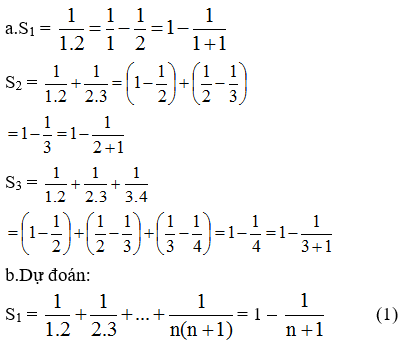 a.S₁ = 1/1.2 = 1/1 − 1/2 = 1 − 1/(1+1)
S₂ = 1/1.2 + 1/2.3 = (1 − 1/2) + (1/2 − 1/3)
= 1 − 1/3 = 1 − 1/(2+1)
S₃ = 1/1.2 + 1/2.3 + 1/3.4
= (1 − 1/2) + (1/2 − 1/3) + (1/3 − 1/4) = 1 − 1/4 = 1 − 1/(3+1)
b.Dự đoán:
S₁ = 1/1.2 + 1/2.3 + ... + 1/n(n+1) = 1 − 1/(n+1) (1)